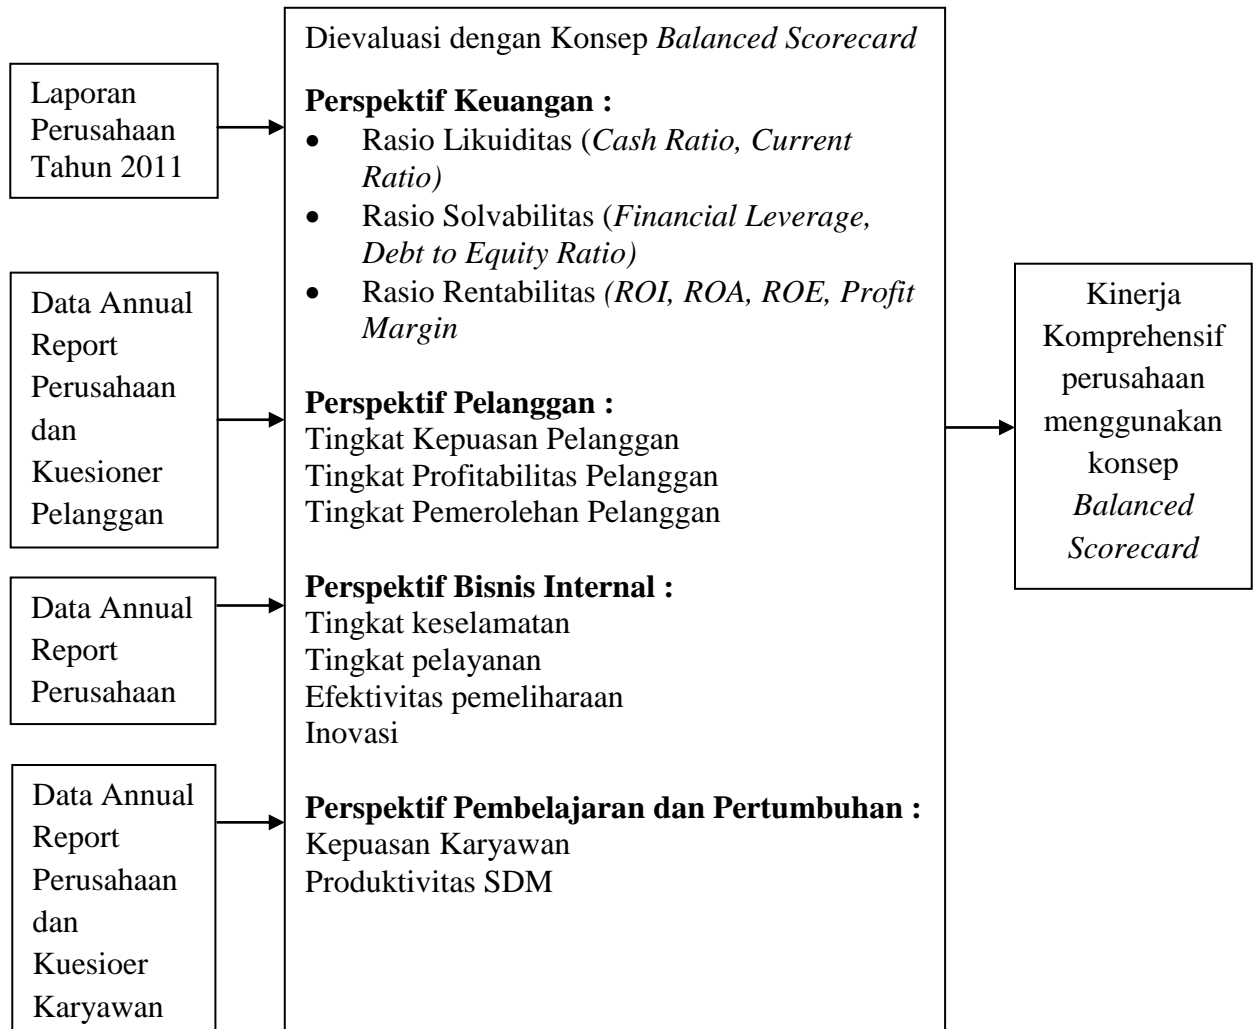 Laporan
Perusahaan
Tahun 2011
Data Annual
Report
Perusahaan
dan
Kuesioner
Pelanggan
Data Annual
Report
Perusahaan
Data Annual
Report
Perusahaan
dan
Kuesioer
Karyawan
Dievaluasi dengan Konsep Balanced Scorecard
Perspektif Keuangan :
• Rasio Likuiditas (Cash Ratio, Current
Ratio)
• Rasio Solvabilitas (Financial Leverage,
Debt to Equity Ratio)
• Rasio Rentabilitas (ROI, ROA, ROE, Profit
Margin
Perspektif Pelanggan :
Tingkat Kepuasan Pelanggan
Tingkat Profitabilitas Pelanggan
Tingkat Pemerolehan Pelanggan
Perspektif Bisnis Internal :
Tingkat keselamatan
Tingkat pelayanan
Efektivitas pemeliharaan
Inovasi
Perspektif Pembelajaran dan Pertumbuhan :
Kepuasan Karyawan
Produktivitas SDM
Kinerja
Komprehensif
perusahaan
menggunakan
konsep
Balanced
Scorecard